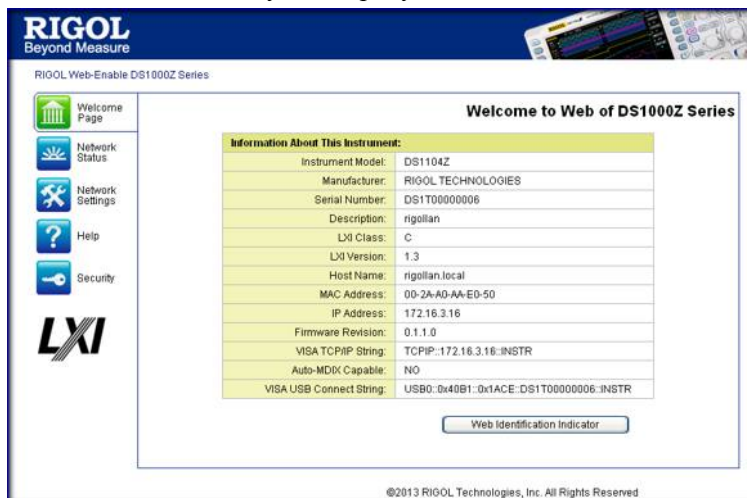 RIGOL
Beyond Measure
RIGOL Web-Enable DS1000Z Series
Welcome
Page
Network
Status
Network
Settings
Help
Security
LXI
Welcome to Web of DS1000Z Series
Information About This Instrument:
Instrument Model: DS1104Z
Manufacturer: RIGOL TECHNOLOGIES
Serial Number: DS1T00000006
Description: rigollan
LXI Class: C
LXI Version: 1.3
Host Name: rigollan.local
MAC Address: 00-2A-A0-AA-E0-50
IP Address: 172.16.3.16
Firmware Revision: 0.1.1.0
VISA TCP/IP String: TCPIP::172.16.3.16::INSTR
Auto-MDIX Capable: NO
VISA USB Connect String: USB0::0x40B1::0x1ACE::DS1T00000006::INSTR
Web Identification Indicator
©2013 RIGOL Technologies, Inc. All Rights Reserved